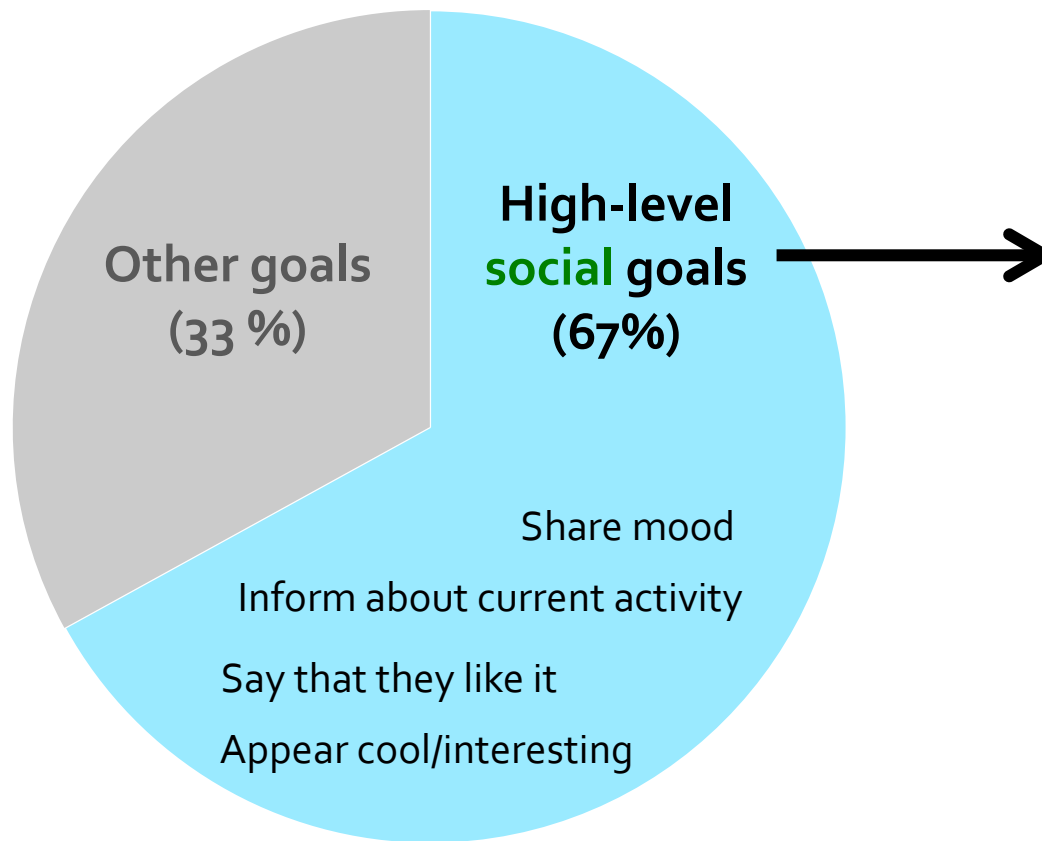 Other goals
(33 %)
High-level
social goals
(67%)
Share mood
Inform about current activity
Say that they like it
Appear cool/interesting